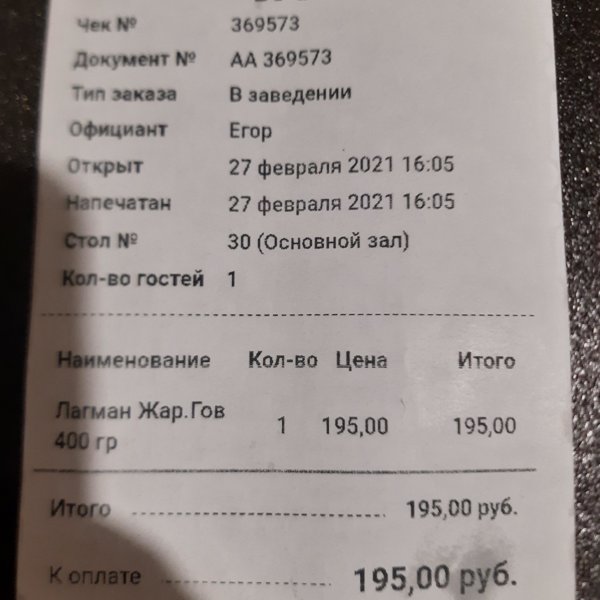 Чек № 369573
Документ № AA 369573
Тип заказа В заведении
Официант Егор
Открыт 27 февраля 2021 16:05
Напечатан 27 февраля 2021 16:05
Стол № 30 (Основной зал)
Кол-во гостей 1
Наименование Кол-во Цена Итого
Лагман Жар.Гов 1 195,00 195,00
400 гр
Итого 195,00 руб.
К оплате 195,00 руб.